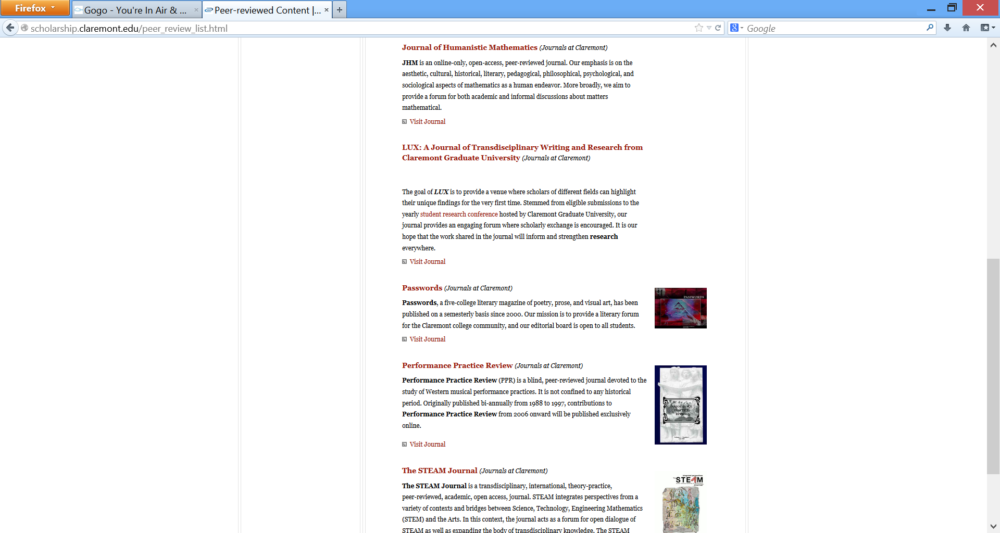 Firefox
Gogo - You're In Air & ...
Peer-reviewed Content |...
scholarship.claremont.edu/peer_review_list.html
Google
Journal of Humanistic Mathematics (Journals at Claremont)
JHM is an online-only, open-access, peer-reviewed journal. Our emphasis is on the
aesthetic, cultural, historical, literary, pedagogical, philosophical, psychological, and
sociological aspects of mathematics as a human endeavor. More broadly, we aim to
provide a forum for both academic and informal discussions about matters
mathematical.
Visit Journal
LUX: A Journal of Transdisciplinary Writing and Research from
Claremont Graduate University (Journals at Claremont)
The goal of LUX is to provide a venue where scholars of different fields can highlight
their unique findings for the very first time. Stemmed from eligible submissions to the
yearly student research conference hosted by Claremont Graduate University, our
journal provides an engaging forum where scholarly exchange is encouraged. It is our
hope that the work shared in the journal will inform and strengthen research
everywhere.
Visit Journal
Passwords (Journals at Claremont)
Passwords, a five-college literary magazine of poetry, prose, and visual art, has been
published on a semesterly basis since 2000. Our mission is to provide a literary forum
for the Claremont college community, and our editorial board is open to all students.
Visit Journal
PASSWORDS
Performance Practice Review (Journals at Claremont)
Performance Practice Review (PPR) is a blind, peer-reviewed journal devoted to the
study of Western musical performance practices. It is not confined to any historical
period. Originally published bi-annually from 1988 to 1997, contributions to
Performance Practice Review from 2006 onward will be published exclusively
online.
Visit Journal
PERFORMANCE
PRACTICE
REVIEW
The STEAM Journal (Journals at Claremont)
The STEAM Journal is a transdisciplinary, international, theory-practice,
peer-reviewed, academic, open access, journal. STEAM integrates perspectives from a
variety of contexts and bridges between Science, Technology, Engineering Mathematics
(STEM) and the Arts. In this context, the journal acts as a forum for open dialogue of
STEAM as well as expanding the body of transdisciplinary knowledge. The STEAM
STEAM
Journal